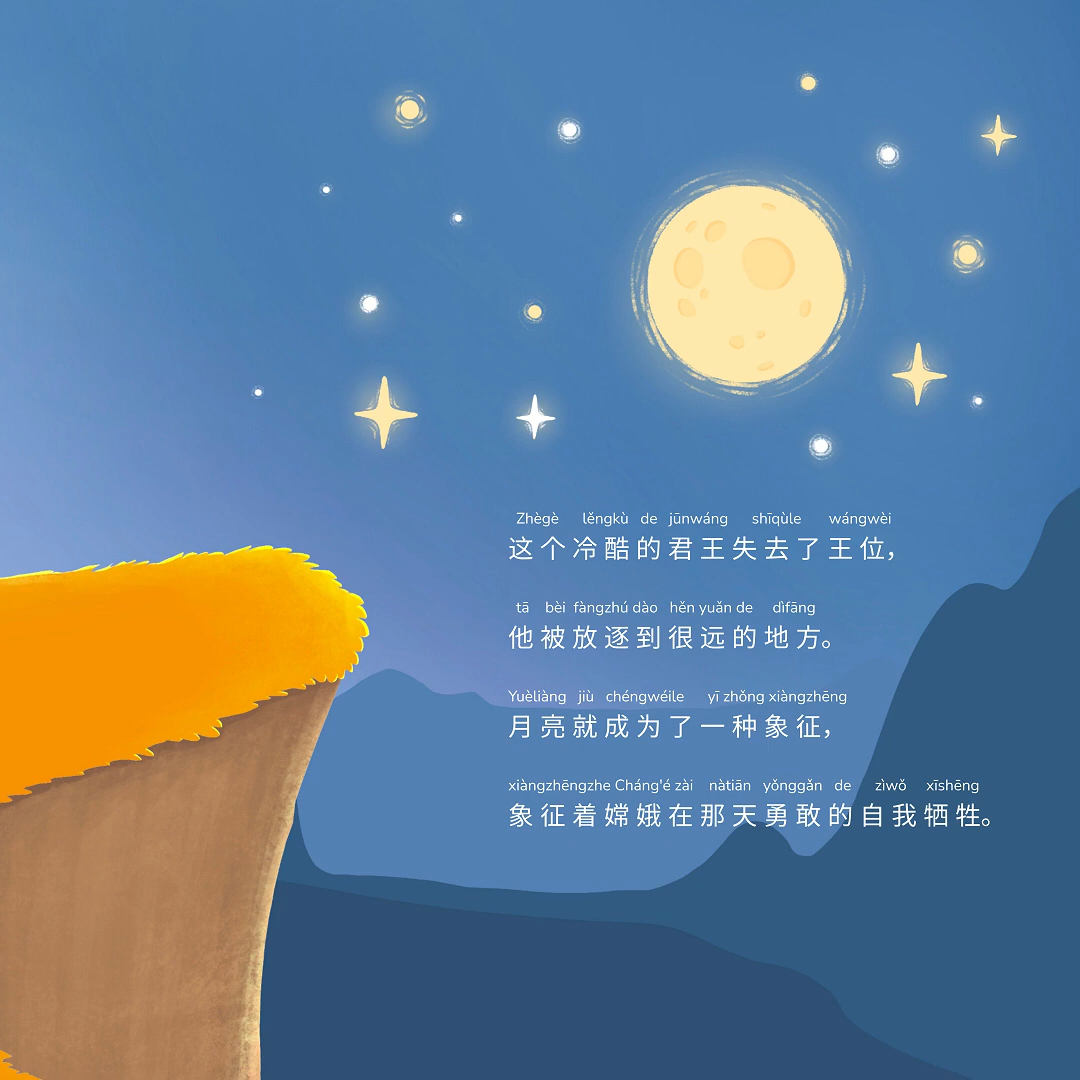 Zhègè lěngkù de jūnwáng shīqùle wángwèi
这个冷酷的君王失去了王位，
tā bèi fàngzhú dào hěn yuǎn de dìfāng
他被放逐到很远的地方。
Yuèliàng jiù chéngwéile yī zhǒng xiàngzhēng
月亮就成为了一种象征，
xiàngzhēngzhe Cháng'é zài nàtiān yǒnggǎn de zìwǒ xīshēng
象征着嫦娥在那天勇敢的自我牺牲。